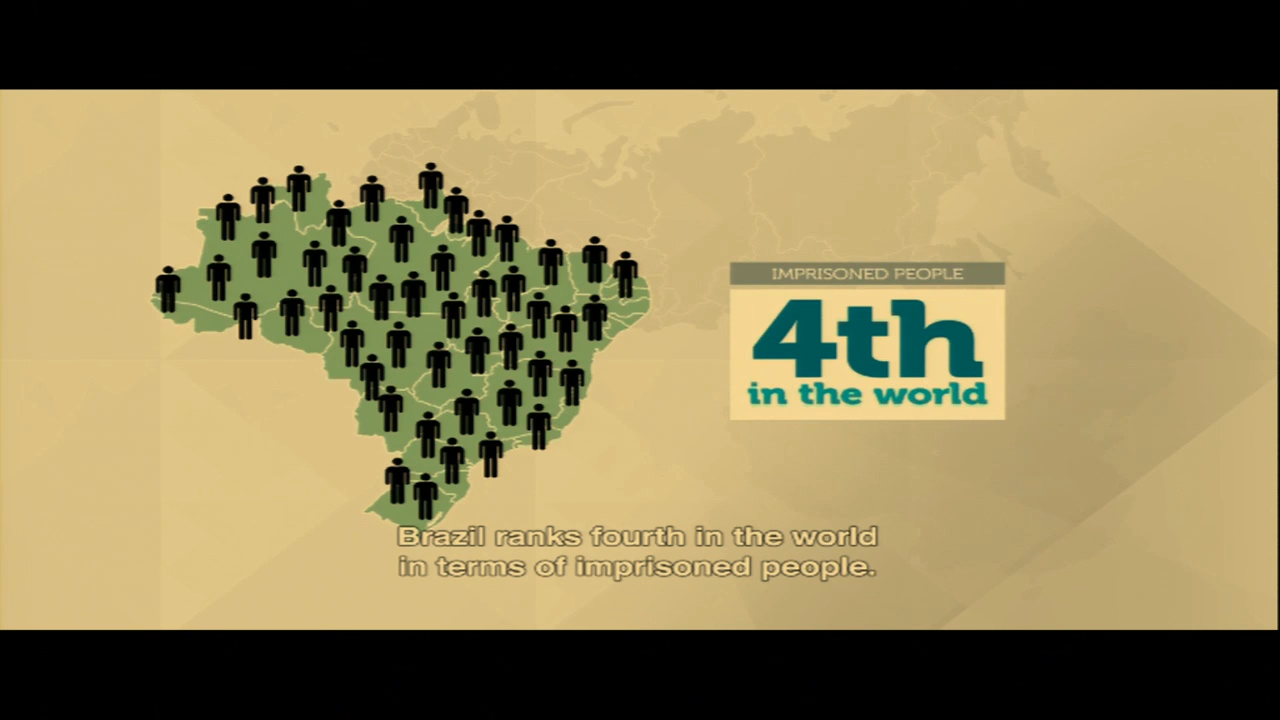 IMPRISONED PEOPLE
4th
in the world
Brazil ranks fourth in the world
in terms of imprisoned people.